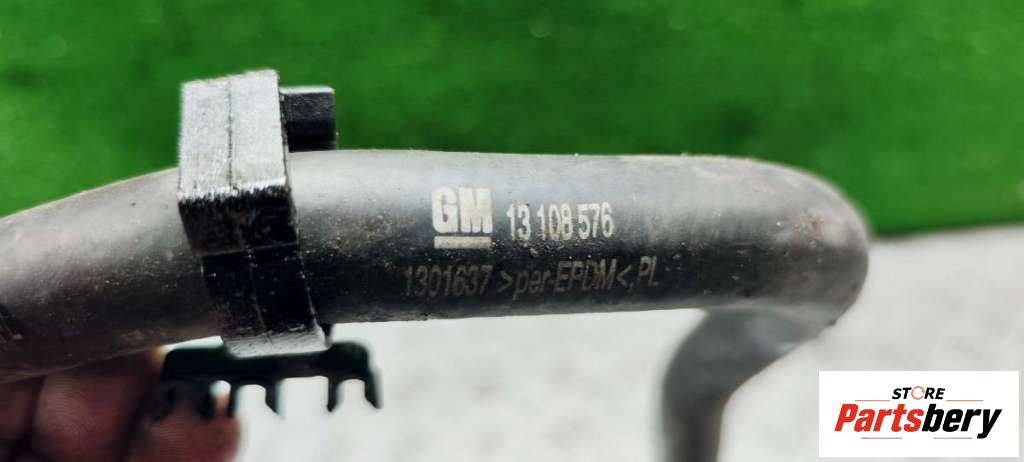 GM 13 108 576
1301637 >par-EPDM<, PL
STORE
Partsbery